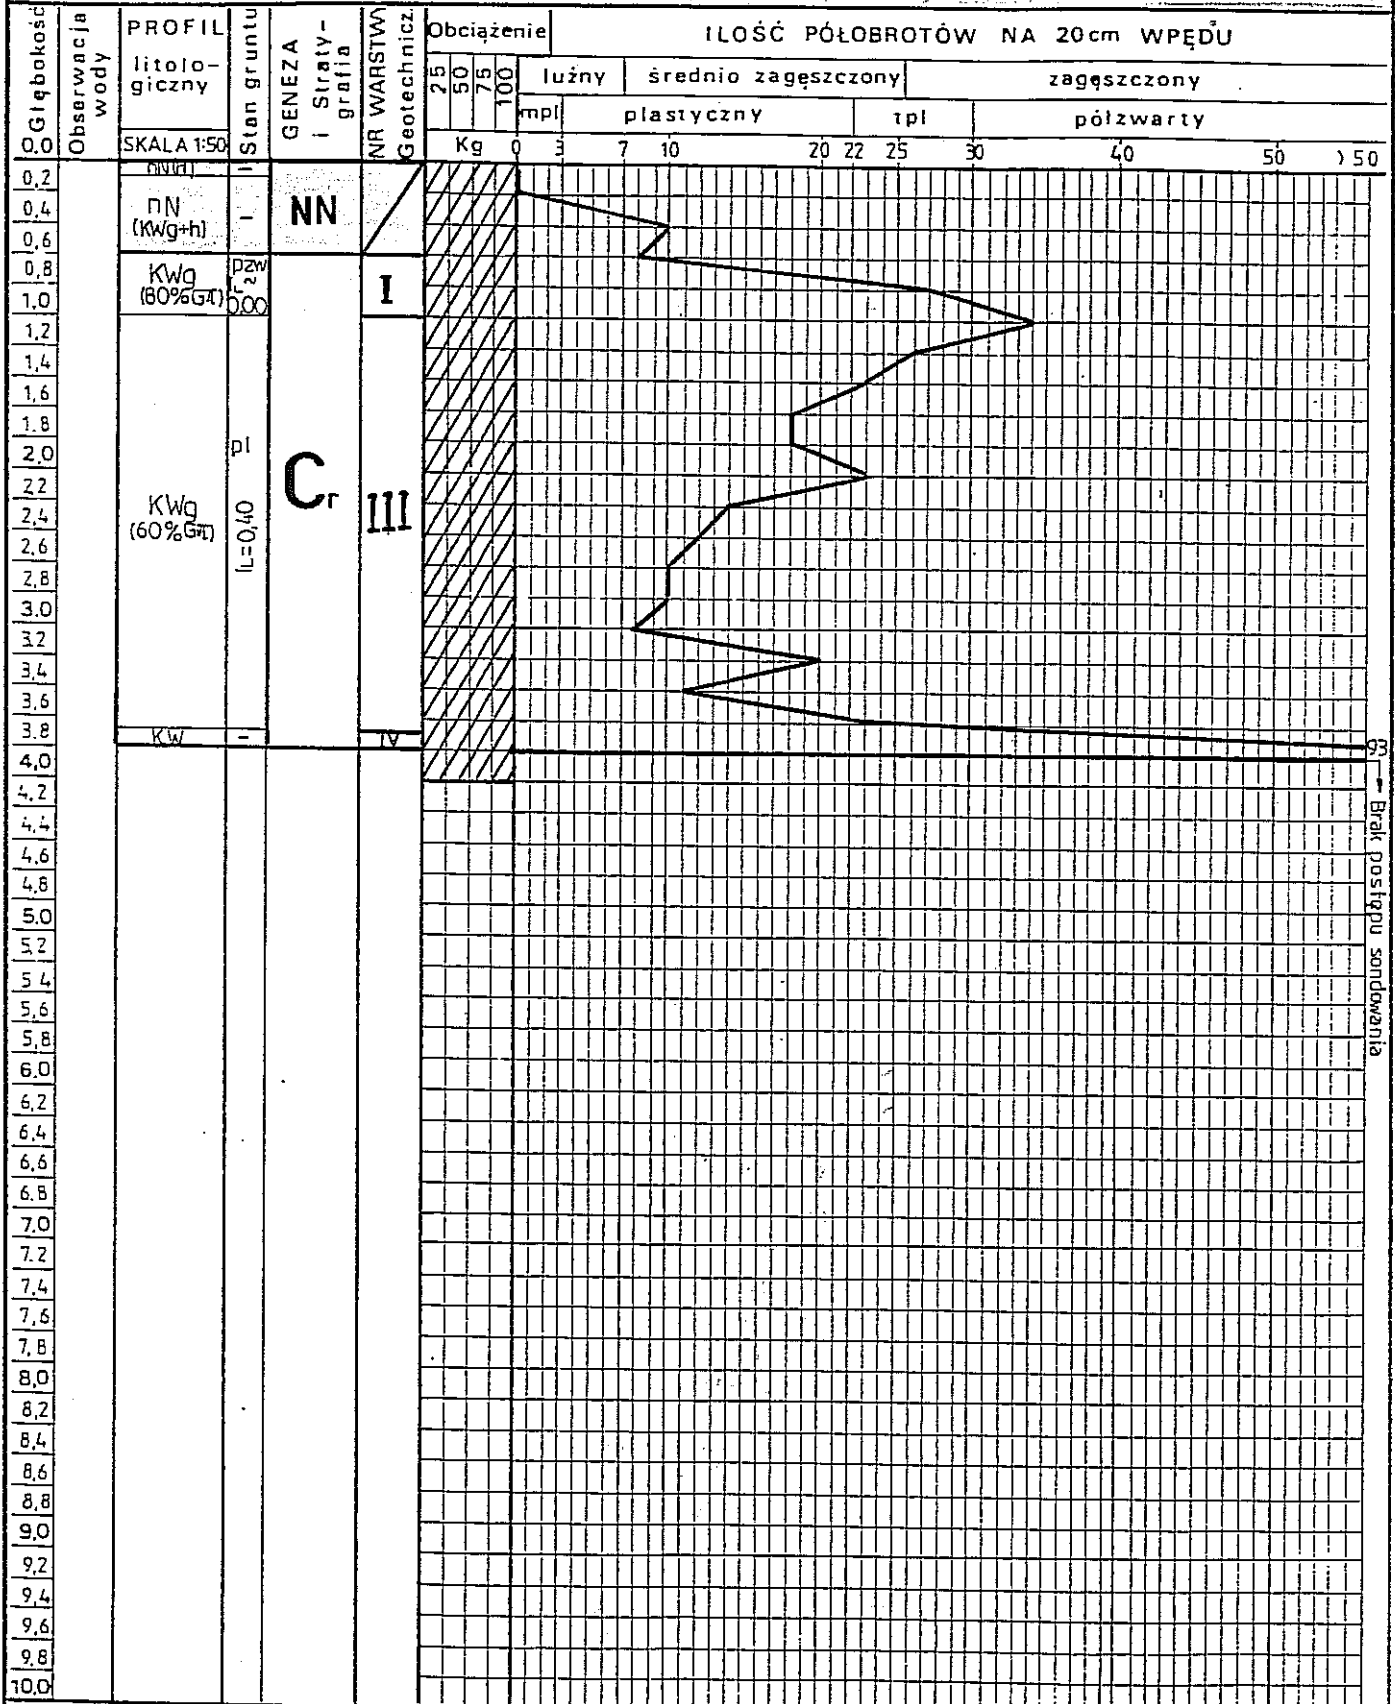 Głębokość
0.0
Obserwacja
wody
PROFIL
litolo-
giczny
SKALA 1:50
Stan gruntu
GENEZA
i Straty-
grafia
NR WARSTWY
Geotechnicz.
Obciążenie
25
50
75
100
Kg
ILOŚĆ PÓŁOBROTÓW NA 20cm WPĘDU
luźny
średnio zagęszczony
zagęszczony
mpl
plastyczny
tpl
półzwarty
0 3 7 10 20 22 25 30 40 50 >50
nN(H)
-
nN
(KWg+h)
-
NN
KWg
(80%Gπ)
pzw
0,00
I
KWg
(60%Gπ)
pl
IL=0,40
Cr
III
KW
-
IV
93
Brak postępu sondowania
0,2
0,4
0,6
0,8
1.0
1,2
1,4
1,6
1.8
2.0
2.2
2,4
2.6
2,8
3.0
3.2
3,4
3.6
3.8
4,0
4,2
4,4
4,6
4,8
5.0
5.2
5 4
5,6
5,8
6.0
6,2
6,4
6,6
6.8
7.0
7.2
7,4
7,6
7,8
8,0
8,2
8,4
8,6
8,8
9.0
9,2
9,4
9,6
9,8
10,0